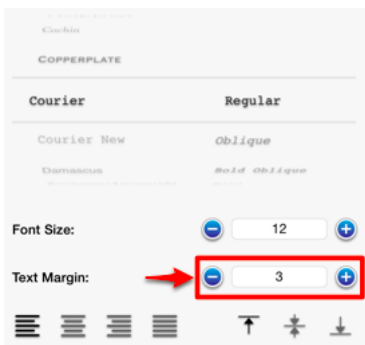 Cochin
COPPERPLATE
Courier Regular
Courier New Oblique
Damascus Bold Oblique
Font Size: 12
Text Margin: 3